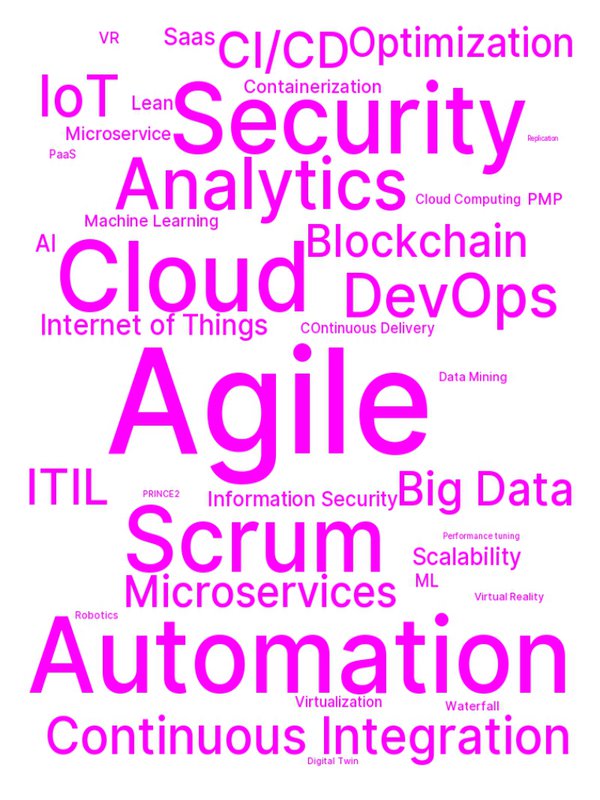 VR
Saas
CI/CD
Optimization
IoT
Lean
Containerization
Security
Microservice
Replication
PaaS
Analytics
Cloud Computing
PMP
Machine Learning
AI
Cloud
Blockchain
DevOps
Internet of Things
COntinuous Delivery
Agile
Data Mining
ITIL
PRINCE2
Information Security
Big Data
Scrum
Performance tuning
Scalability
ML
Microservices
Virtual Reality
Robotics
Automation
Virtualization
Waterfall
Continuous Integration
Digital Twin